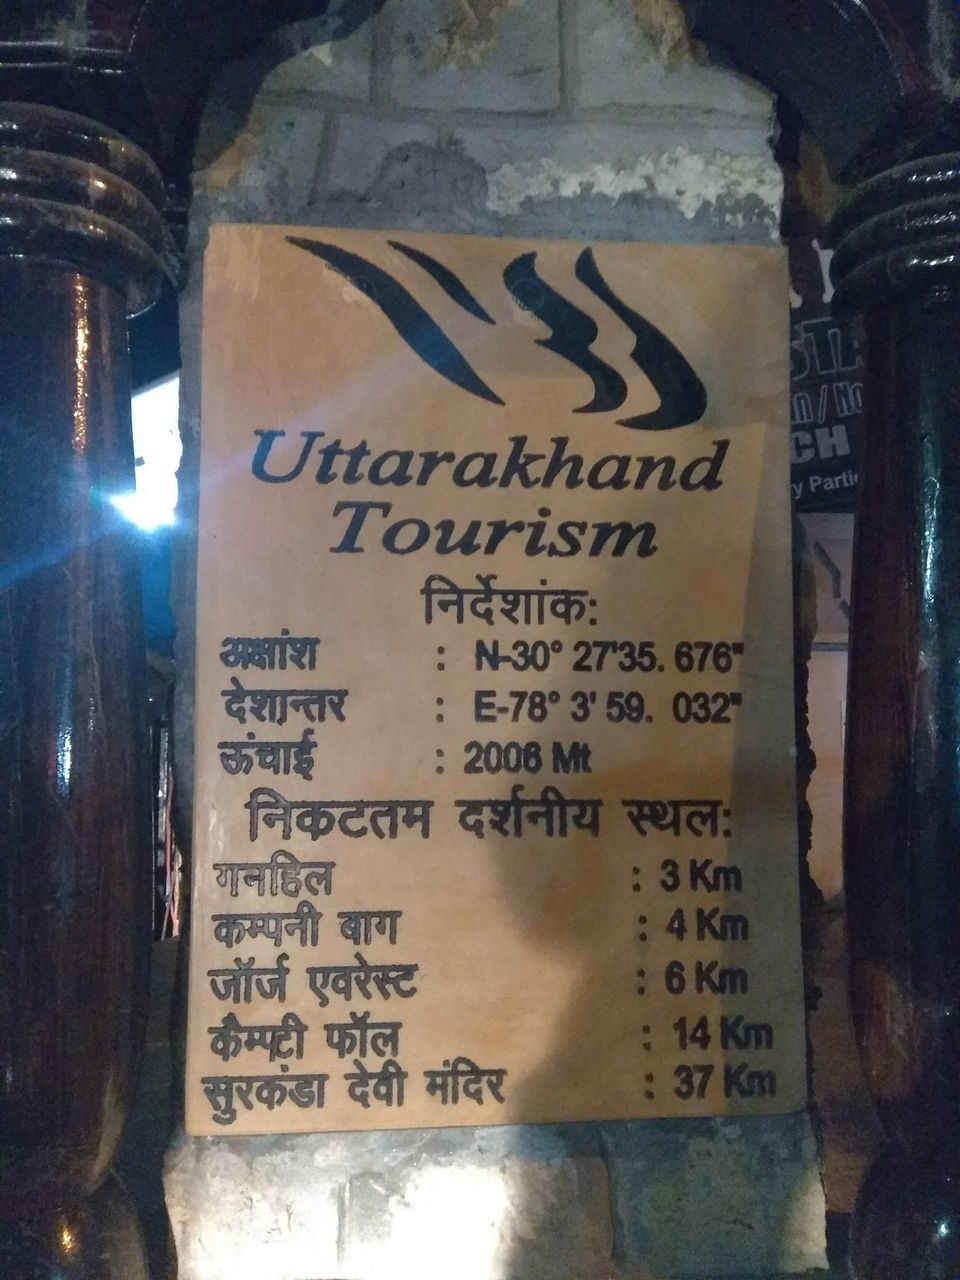 Uttarakhand
Tourism
निर्देशांक:
अक्षांश : N-30° 27'35. 676"
देशान्तर : E-78° 3' 59. 032"
ऊंचाई : 2006 Mt
निकटतम दर्शनीय स्थल:
गनहिल : 3 Km
कम्पनी बाग : 4 Km
जॉर्ज एवरेस्ट : 6 Km
कैम्पटी फॉल : 14 Km
सुरकंडा देवी मंदिर : 37 Km